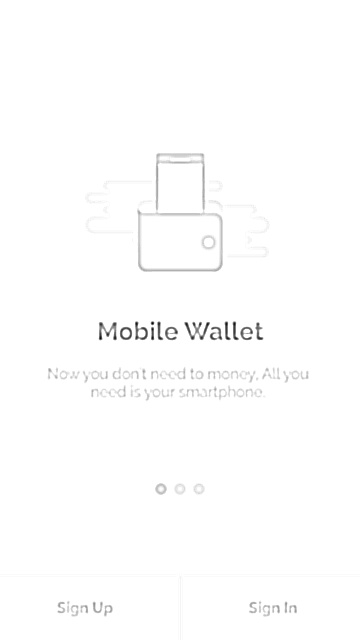 Mobile Wallet
Now you don't need to money, All you
need is your smartphone.
Sign Up
Sign In